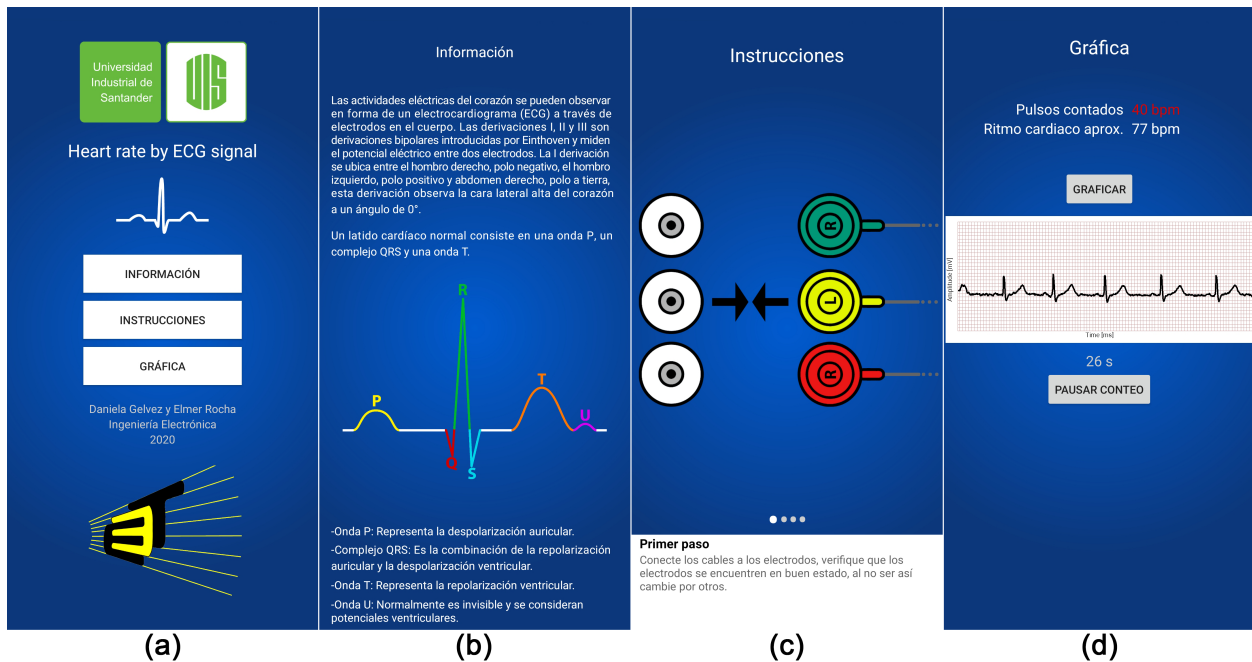 Universidad
Industrial de
Santander
UIS
Heart rate by ECG signal
INFORMACIÓN
INSTRUCCIONES
GRÁFICA
Daniela Gelvez y Elmer Rocha
Ingeniería Electrónica
2020
(a)
Información
Las actividades eléctricas del corazón se pueden observar
en forma de un electrocardiograma (ECG) a través de
electrodos en el cuerpo. Las derivaciones I, II y III son
derivaciones bipolares introducidas por Einthoven y miden
el potencial eléctrico entre dos electrodos. La I derivación
se ubica entre el hombro derecho, polo negativo, el hombro
izquierdo, polo positivo y abdomen derecho, polo a tierra,
esta derivación observa la cara lateral alta del corazón
a un ángulo de 0°.
Un latido cardíaco normal consiste en una onda P, un
complejo QRS y una onda T.
R
T
P
U
Q
S
-Onda P: Representa la despolarización auricular.
-Complejo QRS: Es la combinación de la repolarización
auricular y la despolarización ventricular.
-Onda T: Representa la repolarización ventricular.
-Onda U: Normalmente es invisible y se consideran
potenciales ventriculares.
(b)
Instrucciones
R
L
R
Primer paso
Conecte los cables a los electrodos, verifique que los
electrodos se encuentren en buen estado, al no ser así
cambie por otros.
(c)
Gráfica
Pulsos contados 40 bpm
Ritmo cardiaco aprox. 77 bpm
GRAFICAR
Amplitude [mV]
Time [ms]
26 s
PAUSAR CONTEO
(d)